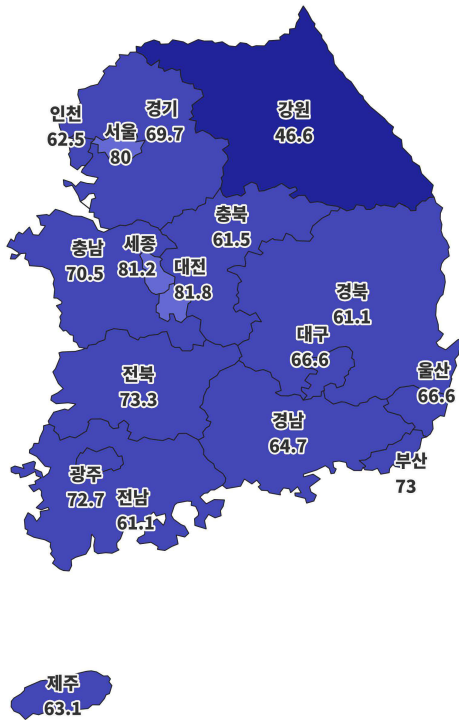 경기
69.7
강원
46.6
인천
62.5
서울
80
충북
61.5
충남
70.5
세종
81.2
대전
81.8
경북
61.1
대구
66.6
울산
66.6
전북
73.3
경남
64.7
부산
73
광주
72.7
전남
61.1
제주
63.1